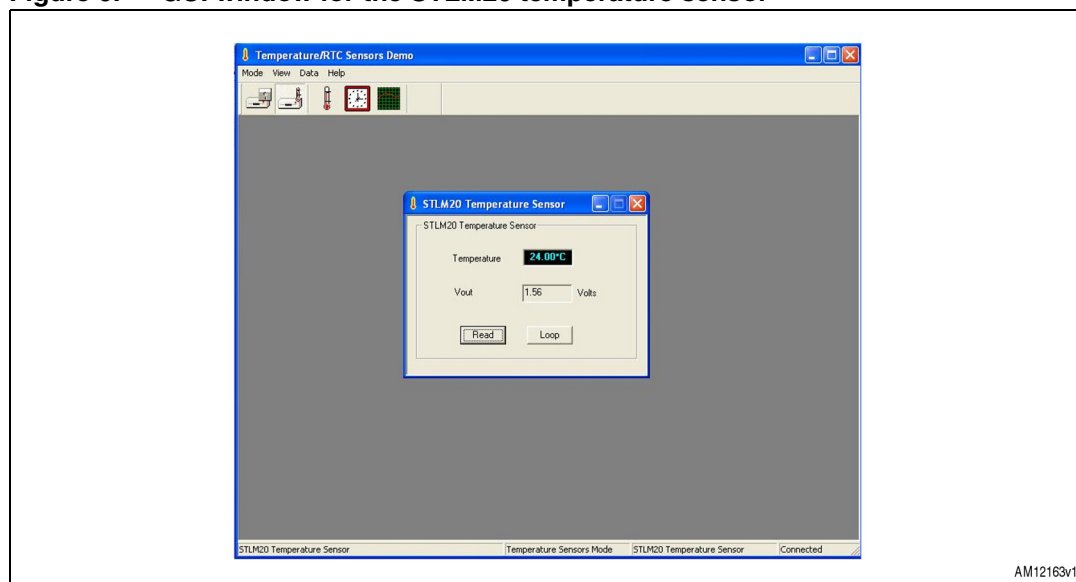 Temperature/RTC Sensors Demo
Mode View Data Help
STLM20 Temperature Sensor
STLM20 Temperature Sensor
Temperature 24.00°C
Vout 1.56 Volts
Read Loop
STLM20 Temperature Sensor Temperature Sensors Mode STLM20 Temperature Sensor Connected
AM12163v1